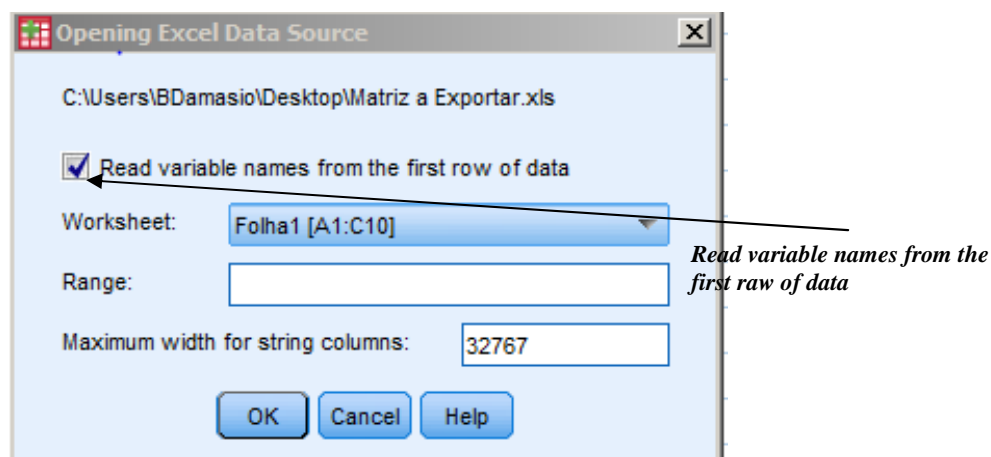 Opening Excel Data Source
C:\Users\BDamasio\Desktop\Matriz a Exportar.xls
Read variable names from the first row of data
Worksheet: Folha1 [A1:C10]
Read variable names from the
first raw of data
Range:
Maximum width for string columns: 32767
OK Cancel Help